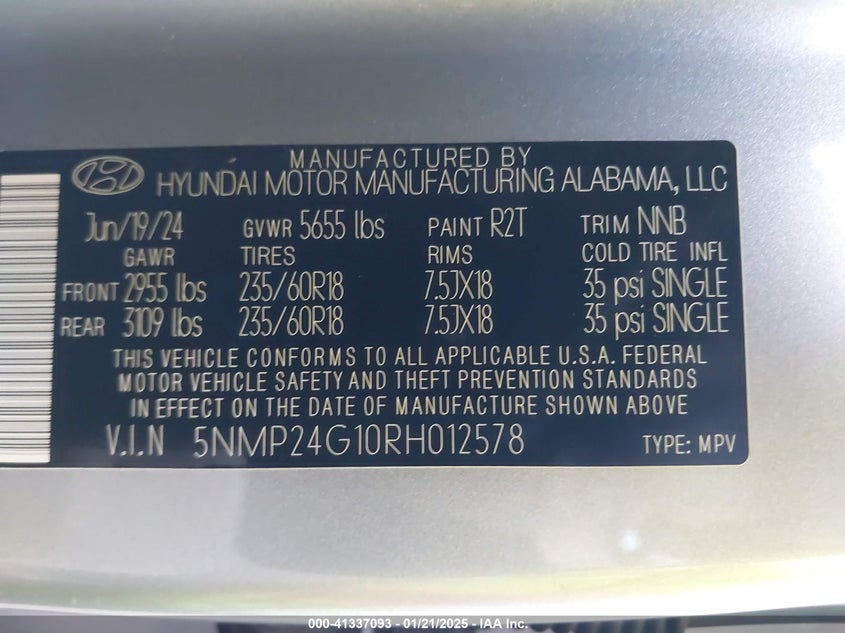 MANUFACTURED BY
HYUNDAI MOTOR MANUFACTURING ALABAMA, LLC
Jun/19/24 GVWR 5655 lbs PAINT R2T TRIM NNB
GAWR TIRES RIMS COLD TIRE INFL
FRONT 2955 lbs 235/60R18 7.5JX18 35 psi SINGLE
REAR 3109 lbs 235/60R18 7.5JX18 35 psi SINGLE
THIS VEHICLE CONFORMS TO ALL APPLICABLE U.S.A. FEDERAL
MOTOR VEHICLE SAFETY AND THEFT PREVENTION STANDARDS
IN EFFECT ON THE DATE OF MANUFACTURE SHOWN ABOVE
V.I.N 5NMP24G10RH012578 TYPE: MPV
000-41337093 - 01/21/2025 - IAA Inc.